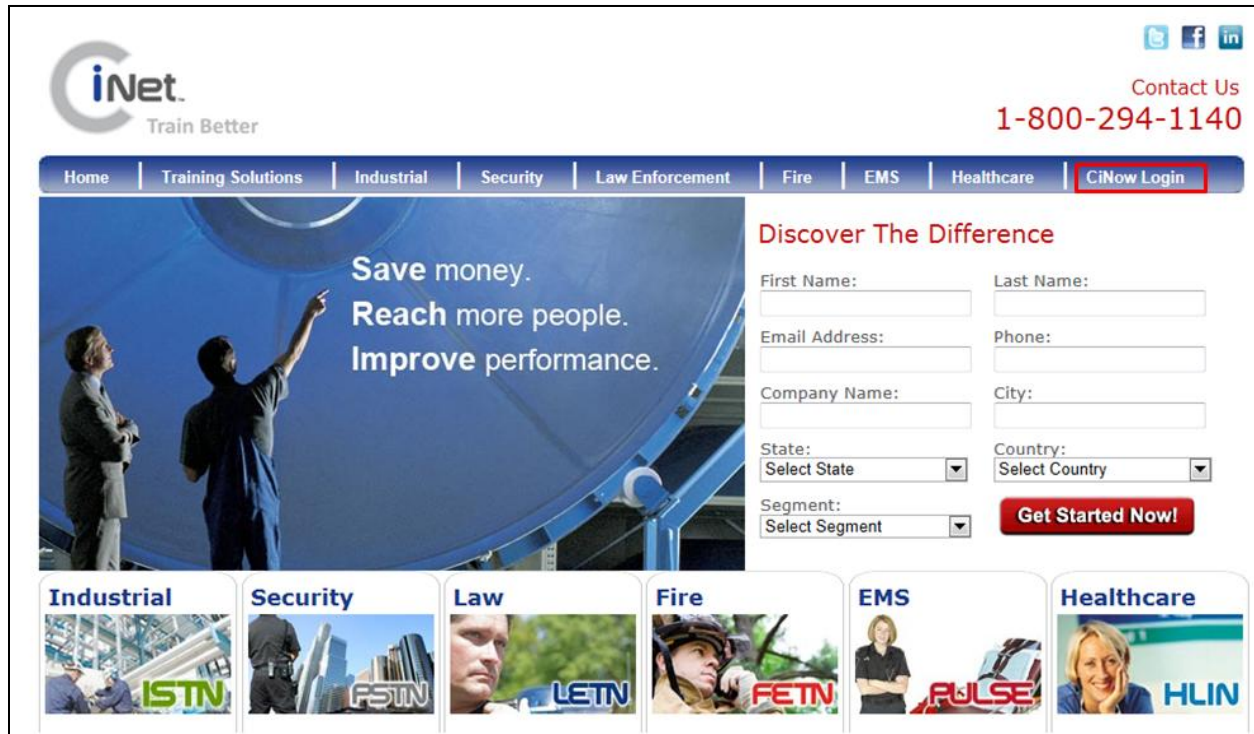 CiNet™
Train Better
Contact Us
1-800-294-1140
Home
Training Solutions
Industrial
Security
Law Enforcement
Fire
EMS
Healthcare
CiNow Login
Save money.
Reach more people.
Improve performance.
Discover The Difference
First Name:
Last Name:
Email Address:
Phone:
Company Name:
City:
State:
Country:
Select State
Select Country
Segment:
Select Segment
Get Started Now!
Industrial
Security
Law
Fire
EMS
Healthcare
ISTN
PSTN
LETN
FETN
PULSE
HLIN